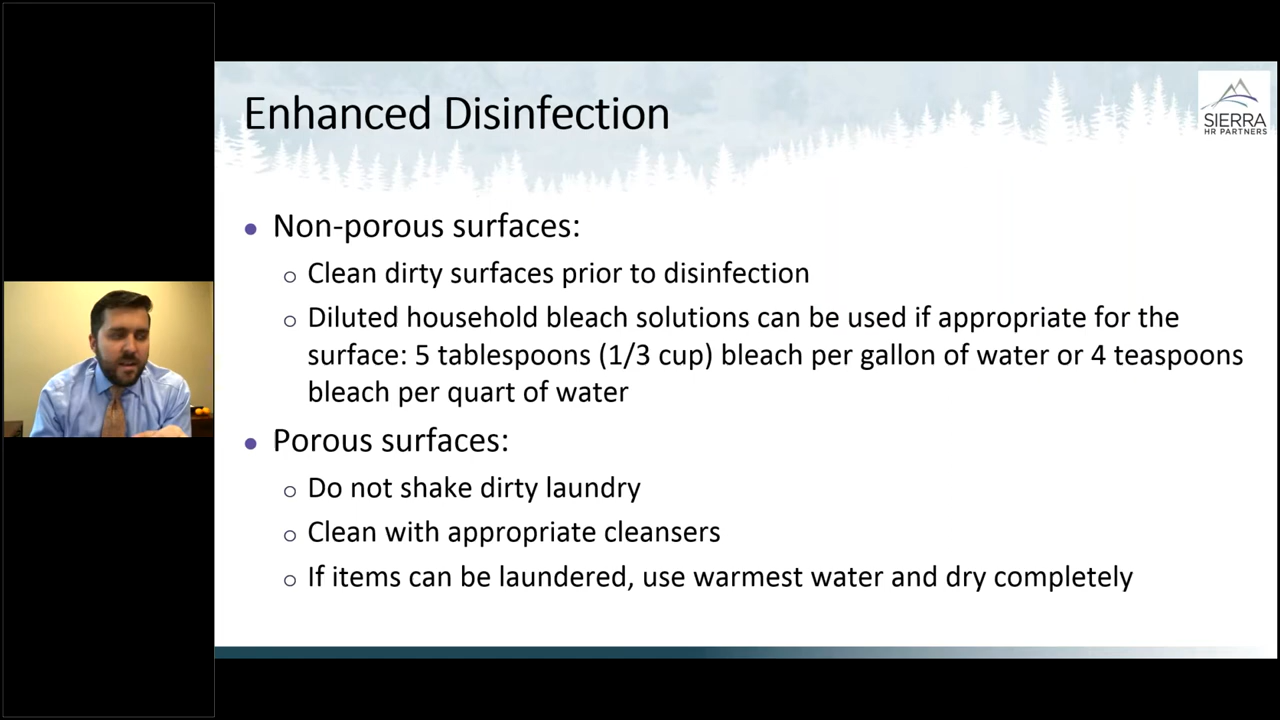 Enhanced Disinfection
SIERRA
HR PARTNERS
● Non-porous surfaces:
○ Clean dirty surfaces prior to disinfection
○ Diluted household bleach solutions can be used if appropriate for the
surface: 5 tablespoons (1/3 cup) bleach per gallon of water or 4 teaspoons
bleach per quart of water
● Porous surfaces:
○ Do not shake dirty laundry
○ Clean with appropriate cleansers
○ If items can be laundered, use warmest water and dry completely